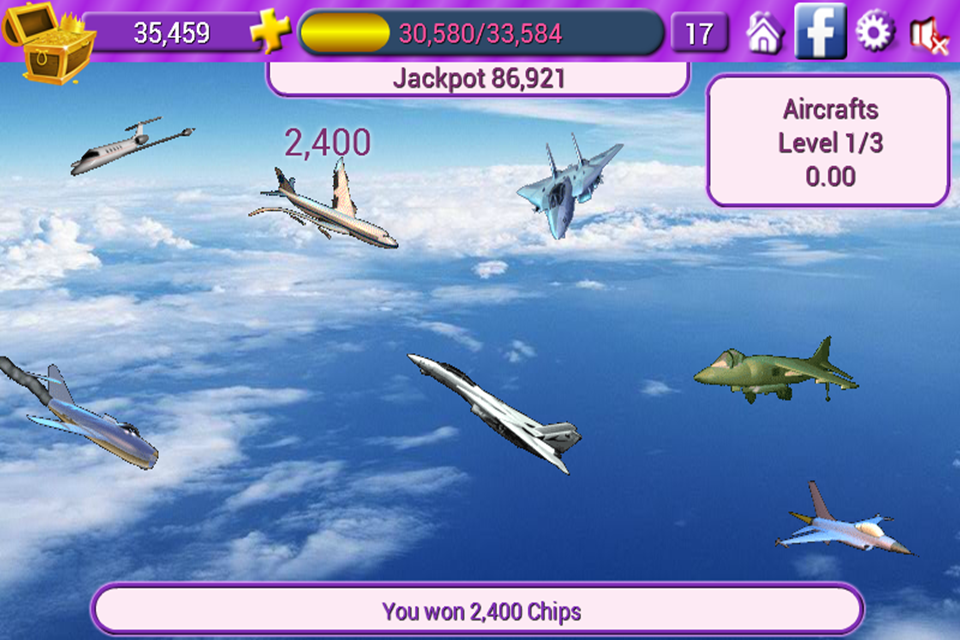 35,459
30,580/33,584
17
f
Jackpot 86,921
Aircrafts
Level 1/3
0.00
2,400
You won 2,400 Chips